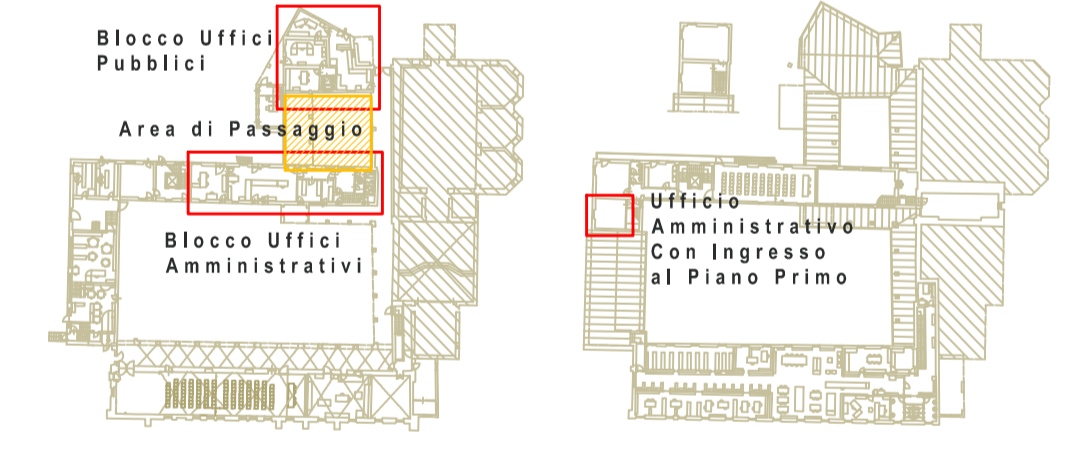 Blocco Uffici
Pubblici
Area di Passaggio
Blocco Uffici
Amministrativi
Ufficio
Amministrativo
Con Ingresso
al Piano Primo